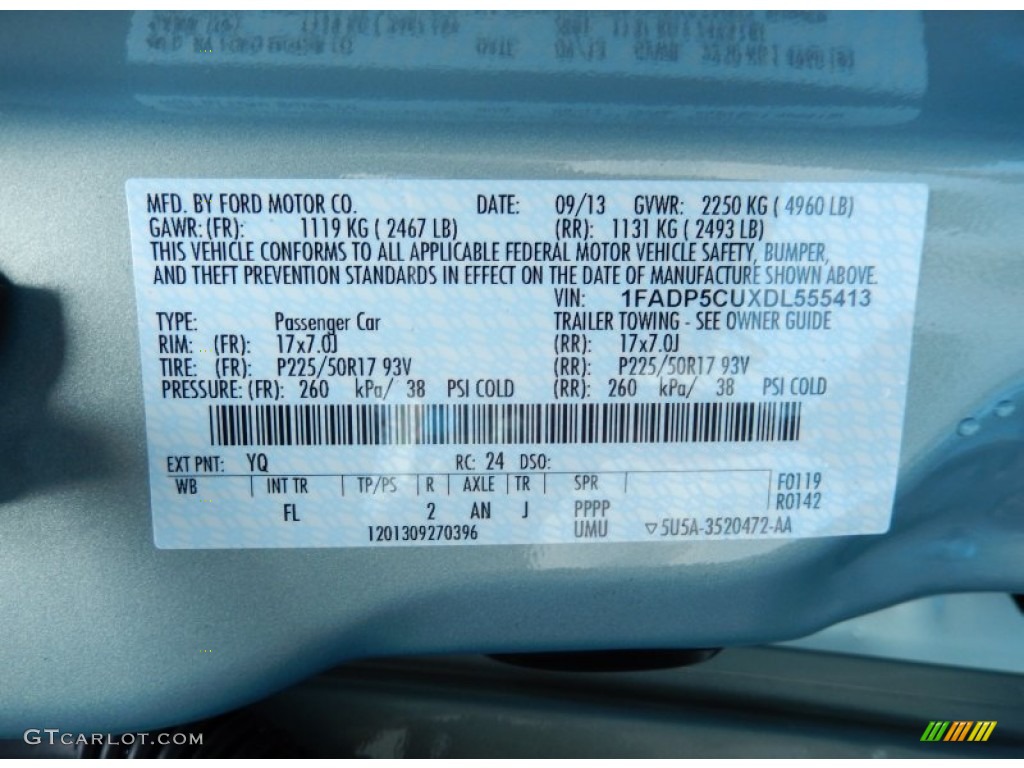 MFD. BY FORD MOTOR CO. DATE: 09/13 GVWR: 2250 KG ( 4960 LB)
GAWR: (FR): 1119 KG ( 2467 LB) (RR): 1131 KG ( 2493 LB)
THIS VEHICLE CONFORMS TO ALL APPLICABLE FEDERAL MOTOR VEHICLE SAFETY, BUMPER,
AND THEFT PREVENTION STANDARDS IN EFFECT ON THE DATE OF MANUFACTURE SHOWN ABOVE.
VIN: 1FADP5CUXDL555413
TYPE: Passenger Car TRAILER TOWING - SEE OWNER GUIDE
RIM: (FR): 17x7.0J (RR): 17x7.0J
TIRE: (FR): P225/50R17 93V (RR): P225/50R17 93V
PRESSURE: (FR): 260 kPa/ 38 PSI COLD (RR): 260 kPa/ 38 PSI COLD
EXT PNT: YQ RC: 24 DSO:
WB INT TR TP/PS R AXLE TR SPR F0119
R0142
FL 2 AN J PPPP
1201309270396 UMU ▽5U5A-3520472-AA
GTCARLOT.COM